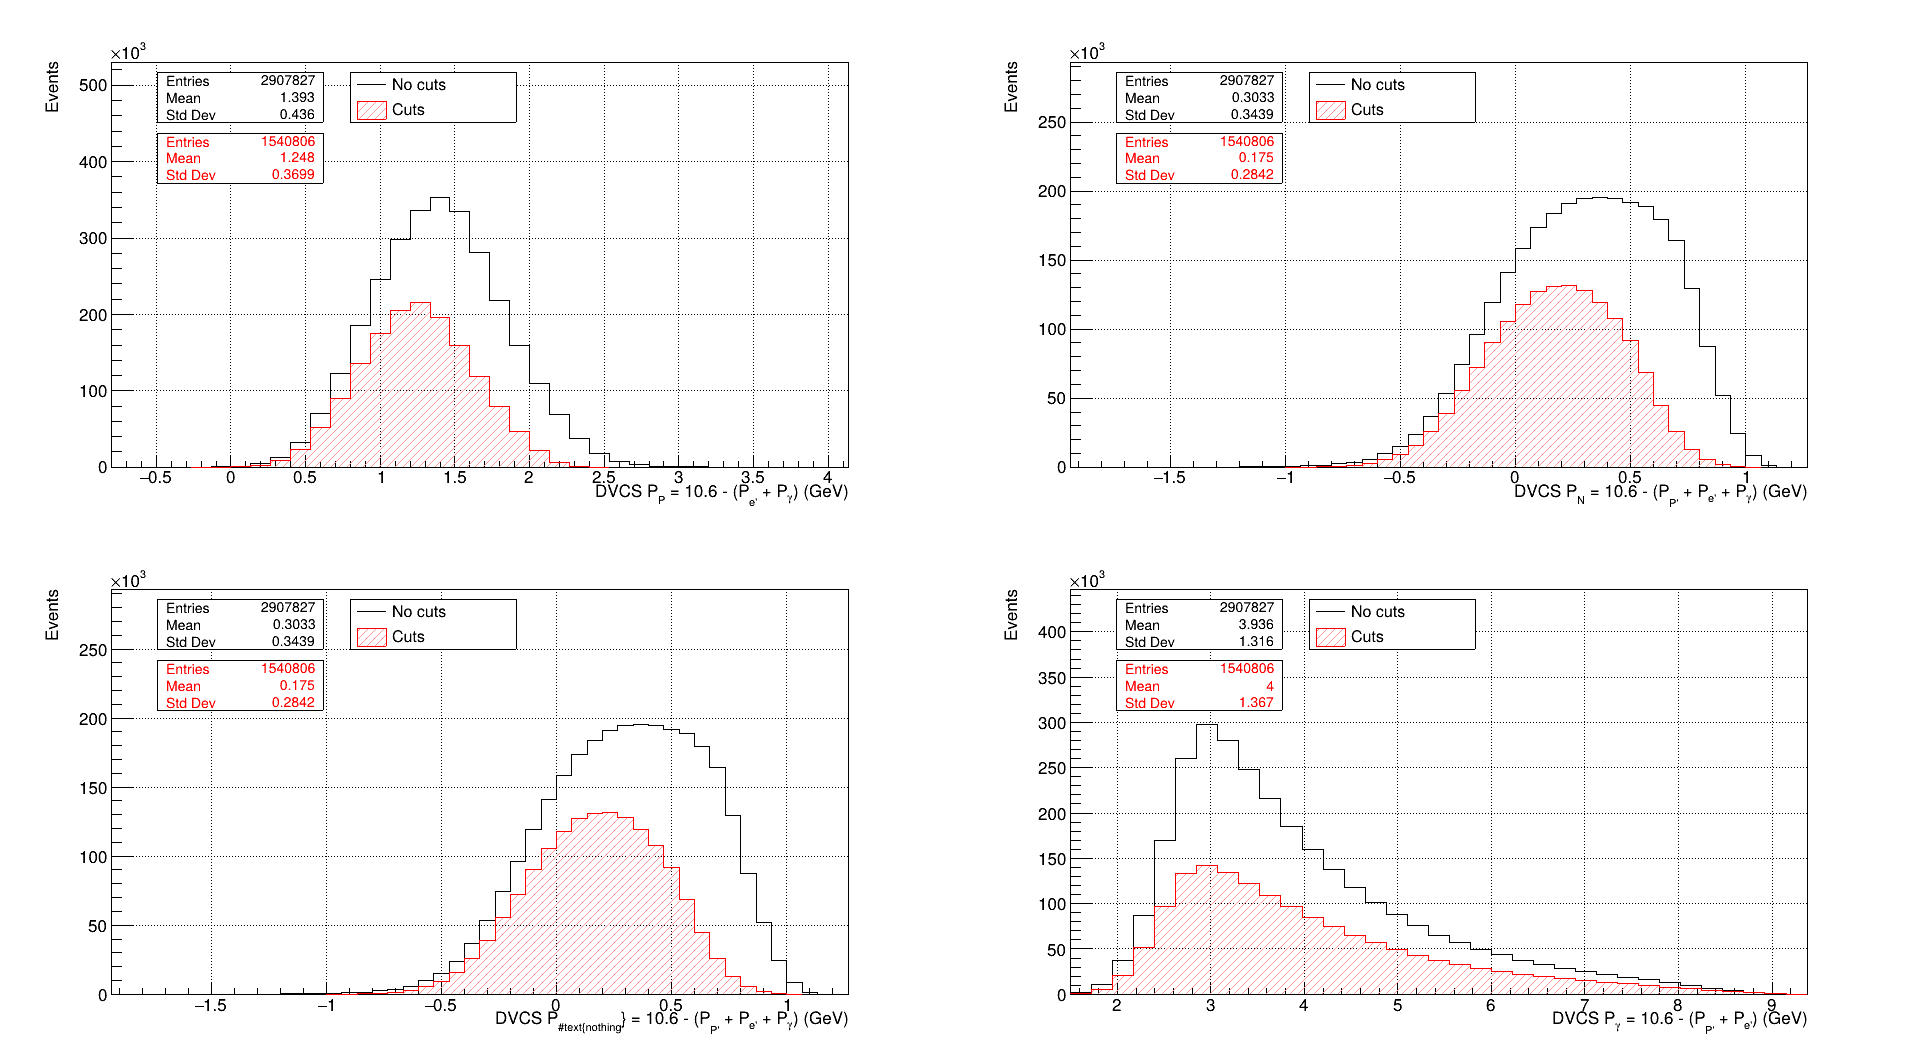 ×10³
Events
Entries 2907827
Mean 1.393
Std Dev 0.436
Entries 1540806
Mean 1.248
Std Dev 0.3699
No cuts
Cuts
500
400
300
200
100
0
−0.5 0 0.5 1 1.5 2 2.5 3 3.5 4
DVCS P_P = 10.6 - (P_e' + P_γ) (GeV)
×10³
Events
Entries 2907827
Mean 0.3033
Std Dev 0.3439
Entries 1540806
Mean 0.175
Std Dev 0.2842
No cuts
Cuts
250
200
150
100
50
0
−1.5 −1 −0.5 0 0.5 1
DVCS P_N = 10.6 - (P_P' + P_e' + P_γ) (GeV)
×10³
Events
Entries 2907827
Mean 0.3033
Std Dev 0.3439
Entries 1540806
Mean 0.175
Std Dev 0.2842
No cuts
Cuts
250
200
150
100
50
0
−1.5 −1 −0.5 0 0.5 1
DVCS P_#text{nothing} = 10.6 - (P_P' + P_e' + P_γ) (GeV)
×10³
Events
Entries 2907827
Mean 3.936
Std Dev 1.316
Entries 1540806
Mean 4
Std Dev 1.367
No cuts
Cuts
400
350
300
250
200
150
100
50
0
2 3 4 5 6 7 8 9
DVCS P_γ = 10.6 - (P_P' + P_e') (GeV)